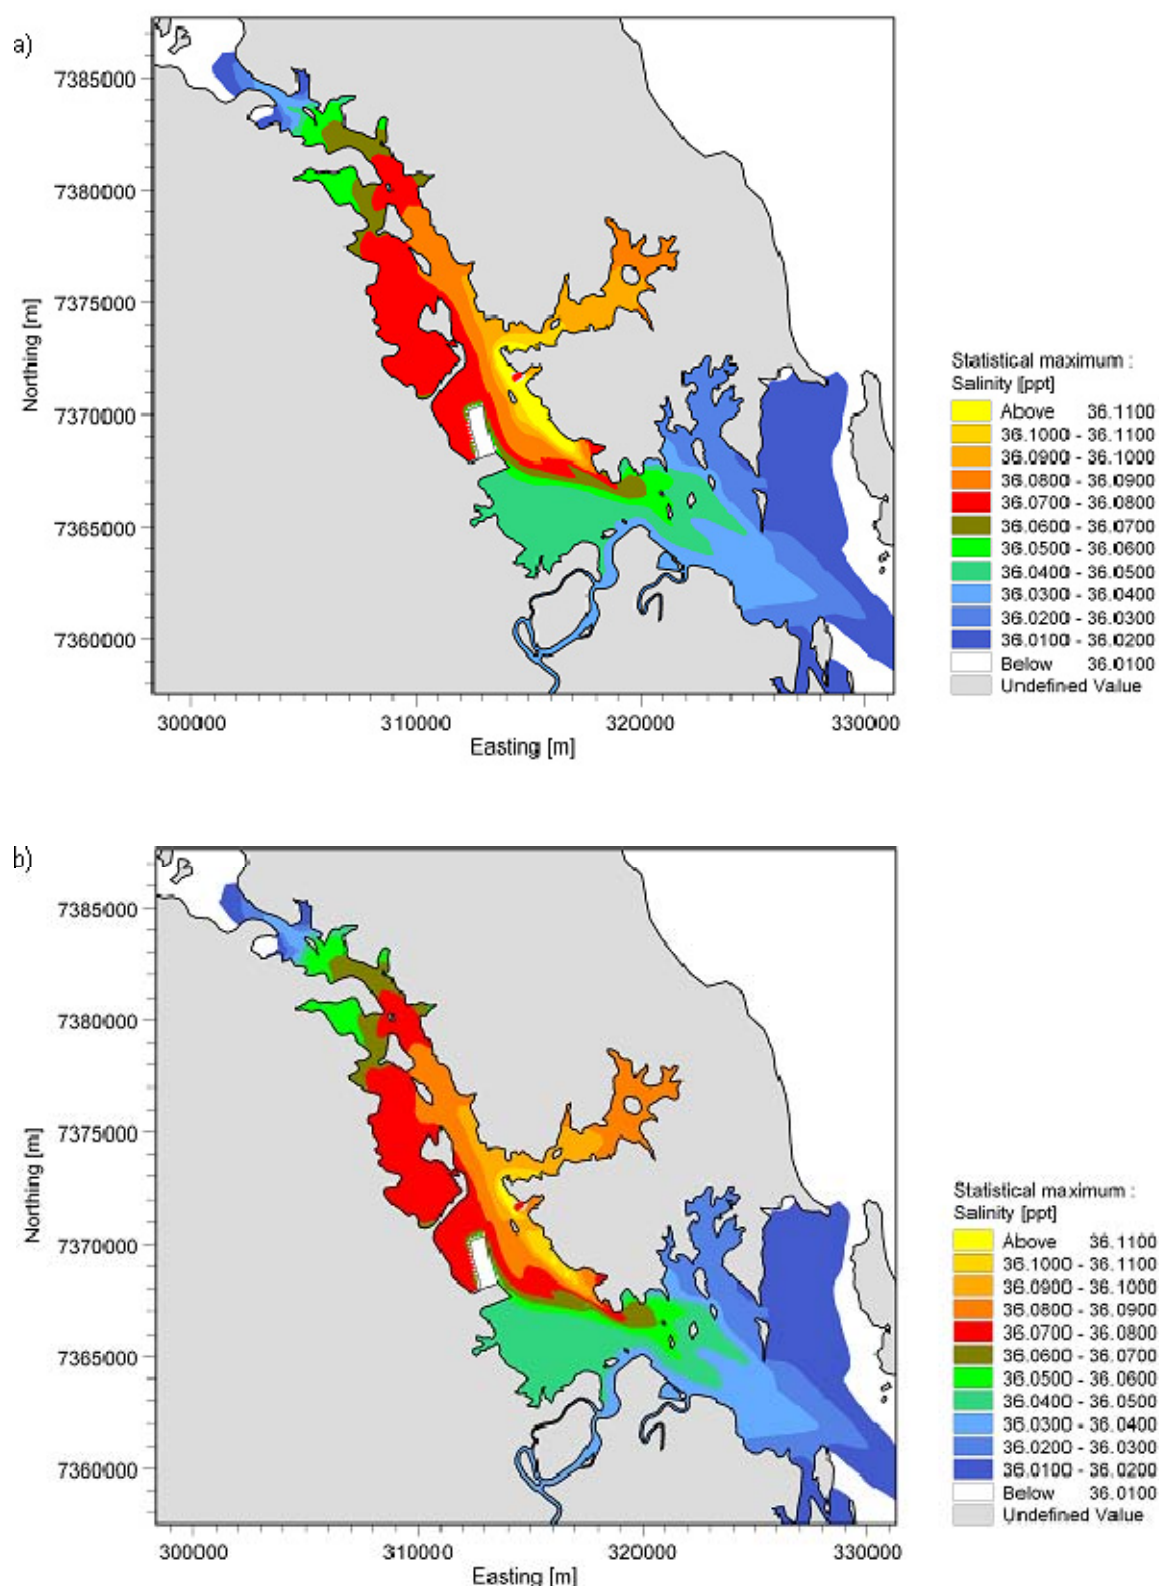 a)
7385000
7380000
7375000
7370000
7365000
7360000
Northing [m]
300000 310000 320000 330000
Easting [m]
Statistical maximum :
Salinity [ppt]
Above 36.1100
36.1000 - 36.1100
36.0900 - 36.1000
36.0800 - 36.0900
36.0700 - 36.0800
36.0600 - 36.0700
36.0500 - 36.0600
36.0400 - 36.0500
36.0300 - 36.0400
36.0200 - 36.0300
36.0100 - 36.0200
Below 36.0100
Undefined Value
b)
7385000
7380000
7375000
7370000
7365000
7360000
Northing [m]
300000 310000 320000 330000
Easting [m]
Statistical maximum :
Salinity [ppt]
Above 36.1100
36.1000 - 36.1100
36.0900 - 36.1000
36.0800 - 36.0900
36.0700 - 36.0800
36.0600 - 36.0700
36.0500 - 36.0600
36.0400 - 36.0500
36.0300 - 36.0400
36.0200 - 36.0300
36.0100 - 36.0200
Below 36.0100
Undefined Value